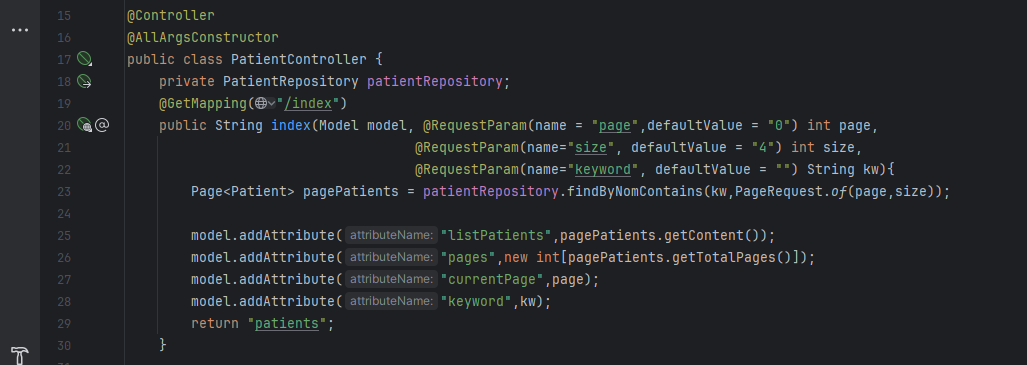 15 @Controller
16 @AllArgsConstructor
17 public class PatientController {
18 private PatientRepository patientRepository;
19 @GetMapping("/index")
20 public String index(Model model, @RequestParam(name = "page",defaultValue = "0") int page,
21 @RequestParam(name="size", defaultValue = "4") int size,
22 @RequestParam(name="keyword", defaultValue = "") String kw){
23 Page<Patient> pagePatients = patientRepository.findByNomContains(kw,PageRequest.of(page,size));
24
25 model.addAttribute( attributeName: "listPatients",pagePatients.getContent());
26 model.addAttribute( attributeName: "pages",new int[pagePatients.getTotalPages()]);
27 model.addAttribute( attributeName: "currentPage",page);
28 model.addAttribute( attributeName: "keyword",kw);
29 return "patients";
30 }